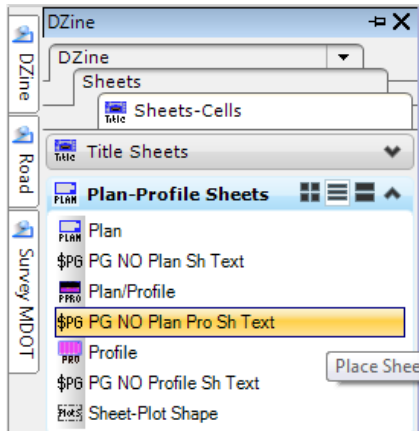 DZine
DZine
Sheets
Title Sheets-Cells
Title Title Sheets
PLAN Plan-Profile Sheets
PLAN Plan
$PG PG NO Plan Sh Text
PPRO Plan/Profile
$PG PG NO Plan Pro Sh Text
PRO Profile
Place Shee
$PG PG NO Profile Sh Text
Plots Sheet-Plot Shape
DZine
Road
Survey MDOT